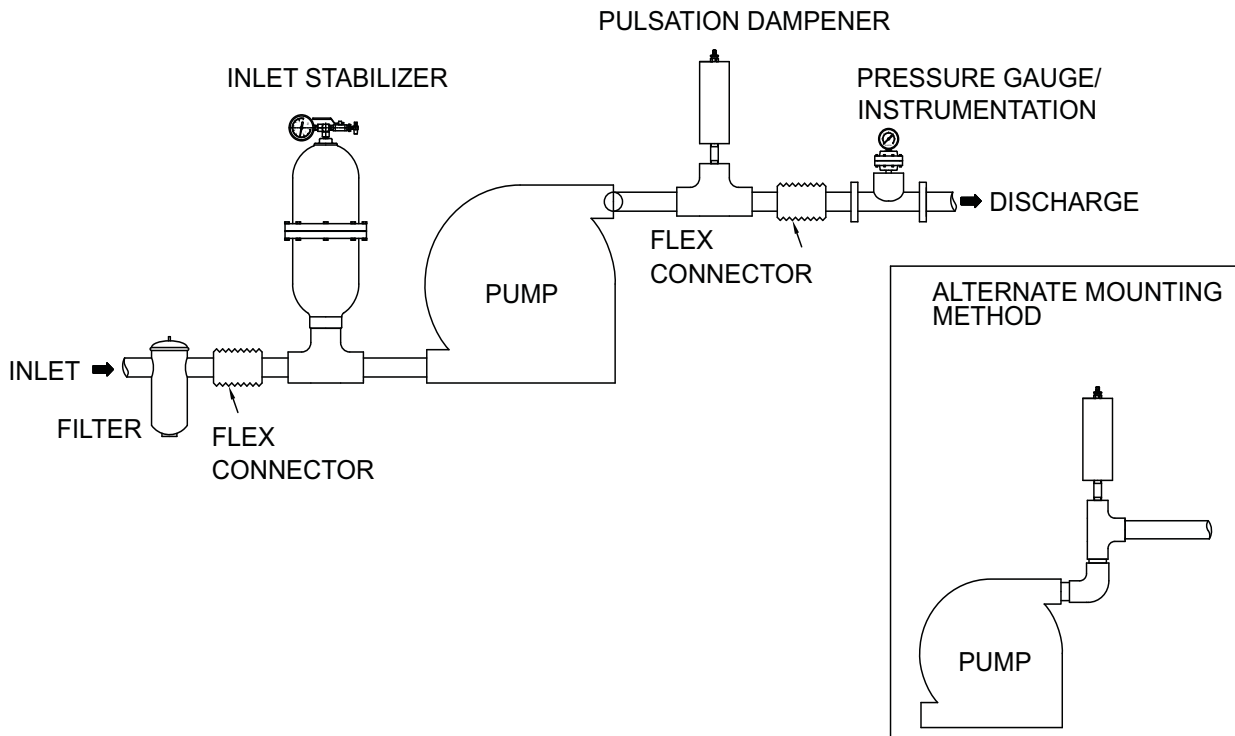 PULSATION DAMPENER
INLET STABILIZER
PRESSURE GAUGE/
INSTRUMENTATION
DISCHARGE
FLEX
CONNECTOR
PUMP
INLET
FILTER
FLEX
CONNECTOR
ALTERNATE MOUNTING
METHOD
PUMP